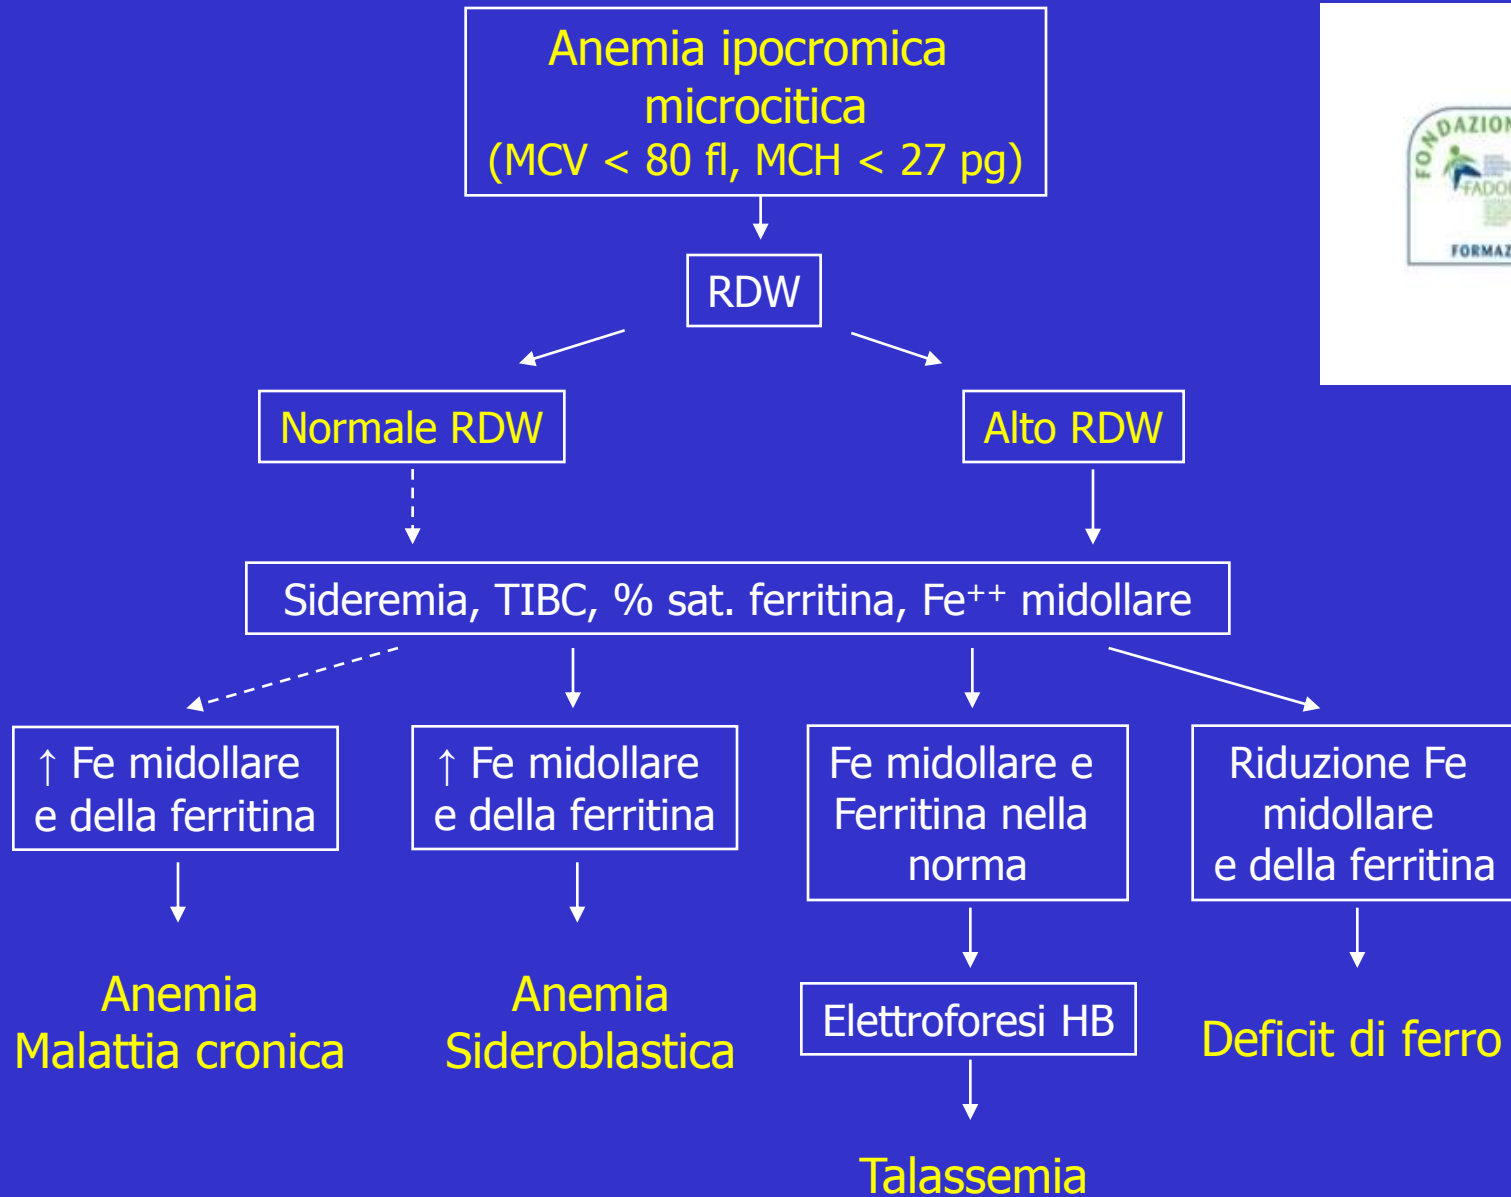 Anemia ipocromica
microcitica
(MCV < 80 fl, MCH < 27 pg)
RDW
Normale RDW
Alto RDW
Sideremia, TIBC, % sat. ferritina, Fe⁺⁺ midollare
↑ Fe midollare
e della ferritina
↑ Fe midollare
e della ferritina
Fe midollare e
Ferritina nella
norma
Riduzione Fe
midollare
e della ferritina
Anemia
Malattia cronica
Anemia
Sideroblastica
Elettroforesi HB
Deficit di ferro
Talassemia